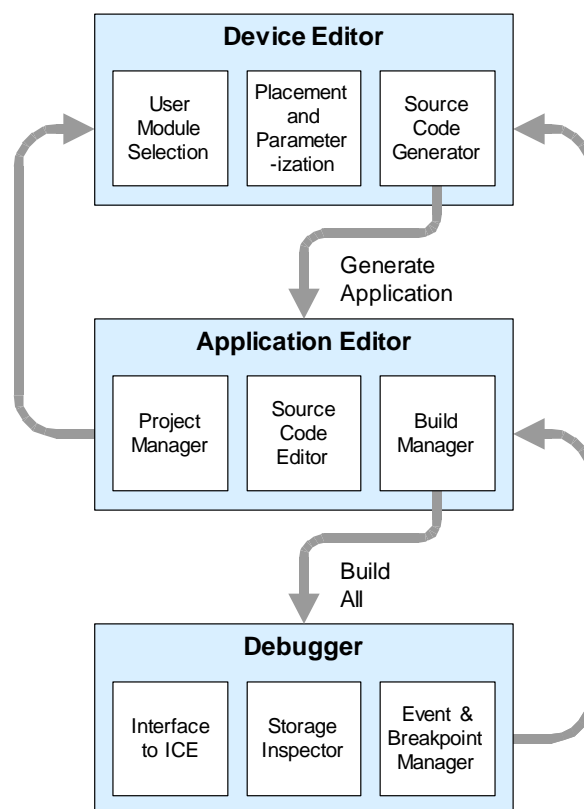 Device Editor
User
Module
Selection
Placement
and
Parameter
-ization
Source
Code
Generator
Generate
Application
Application Editor
Project
Manager
Source
Code
Editor
Build
Manager
Build
All
Debugger
Interface
to ICE
Storage
Inspector
Event &
Breakpoint
Manager